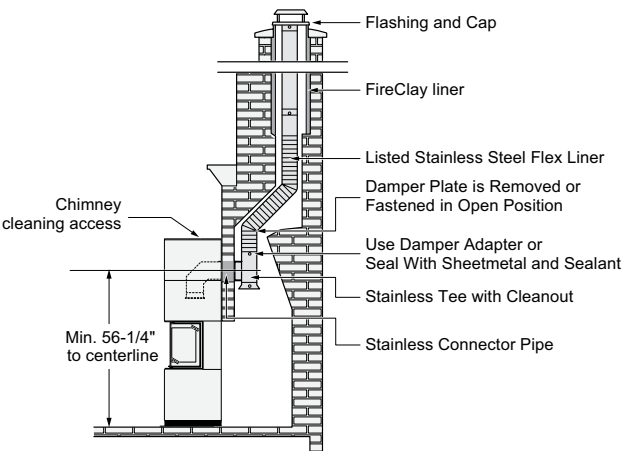 Flashing and Cap
FireClay liner
Listed Stainless Steel Flex Liner
Damper Plate is Removed or
Fastened in Open Position
Chimney
cleaning access
Use Damper Adapter or
Seal With Sheetmetal and Sealant
Stainless Tee with Cleanout
Min. 56-1/4"
to centerline
Stainless Connector Pipe